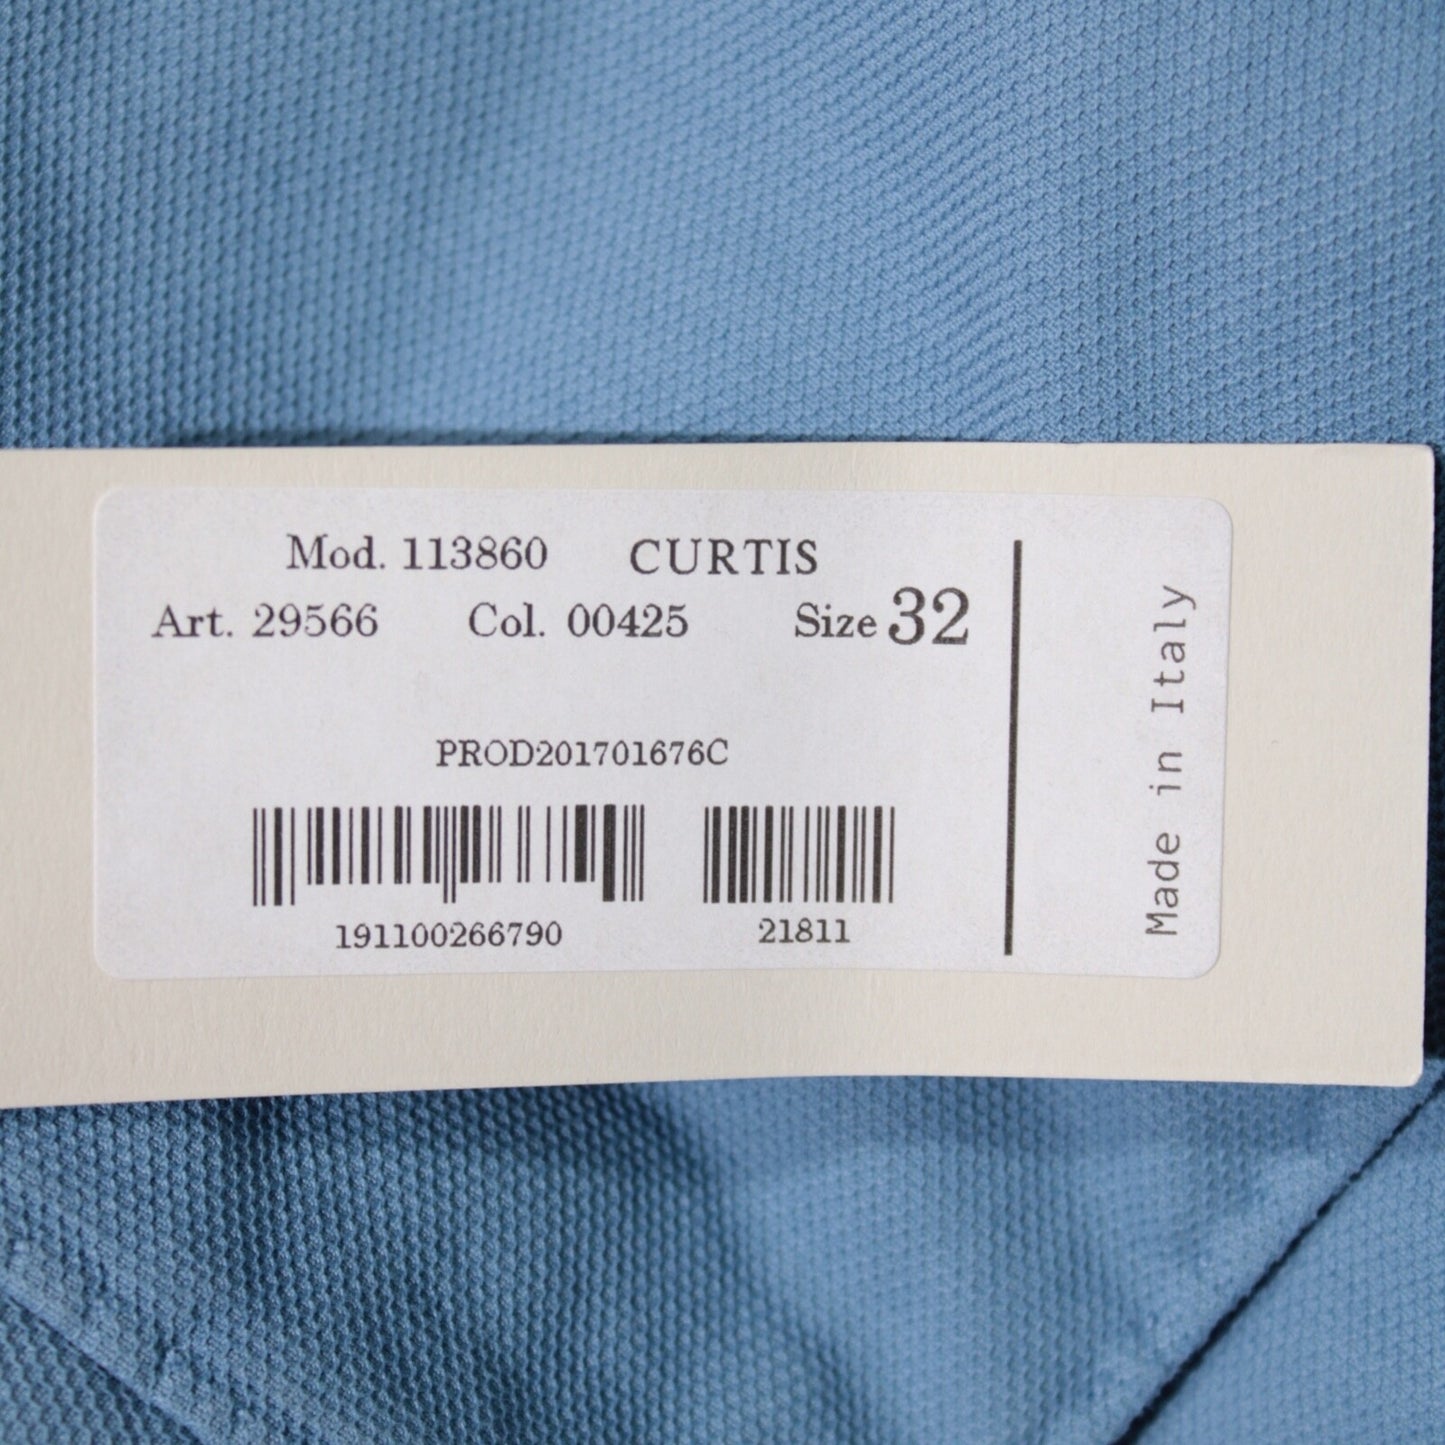 Mod. 113860 CURTIS
Art. 29566 Col. 00425 Size 32
PROD201701676C
191100266790 21811
Made in Italy